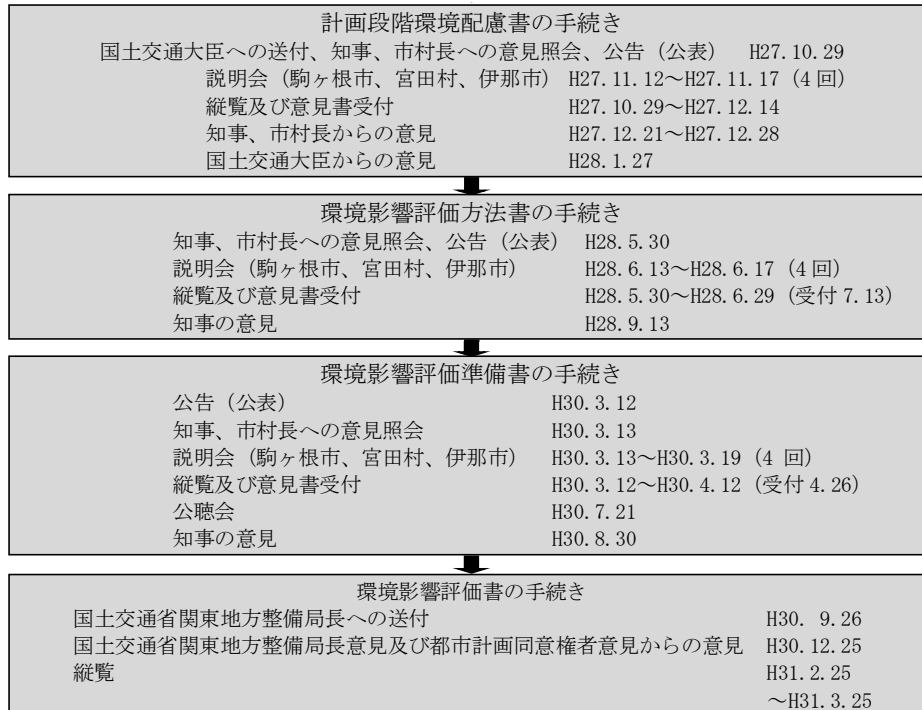 計画段階環境配慮書の手続き
国土交通大臣への送付、知事、市村長への意見照会、公告（公表） H27.10.29
説明会（駒ヶ根市、宮田村、伊那市） H27.11.12～H27.11.17（4回）
縦覧及び意見書受付 H27.10.29～H27.12.14
知事、市村長からの意見 H27.12.21～H27.12.28
国土交通大臣からの意見 H28.1.27
環境影響評価方法書の手続き
知事、市村長への意見照会、公告（公表） H28.5.30
説明会（駒ヶ根市、宮田村、伊那市） H28.6.13～H28.6.17（4回）
縦覧及び意見書受付 H28.5.30～H28.6.29（受付 7.13）
知事の意見 H28.9.13
環境影響評価準備書の手続き
公告（公表） H30.3.12
知事、市村長への意見照会 H30.3.13
説明会（駒ヶ根市、宮田村、伊那市） H30.3.13～H30.3.19（4 回）
縦覧及び意見書受付 H30.3.12～H30.4.12（受付 4.26）
公聴会 H30.7.21
知事の意見 H30.8.30
環境影響評価書の手続き
国土交通省関東地方整備局長への送付 H30. 9.26
国土交通省関東地方整備局長意見及び都市計画同意権者意見からの意見 H30.12.25
縦覧 H31.2.25
～H31.3.25